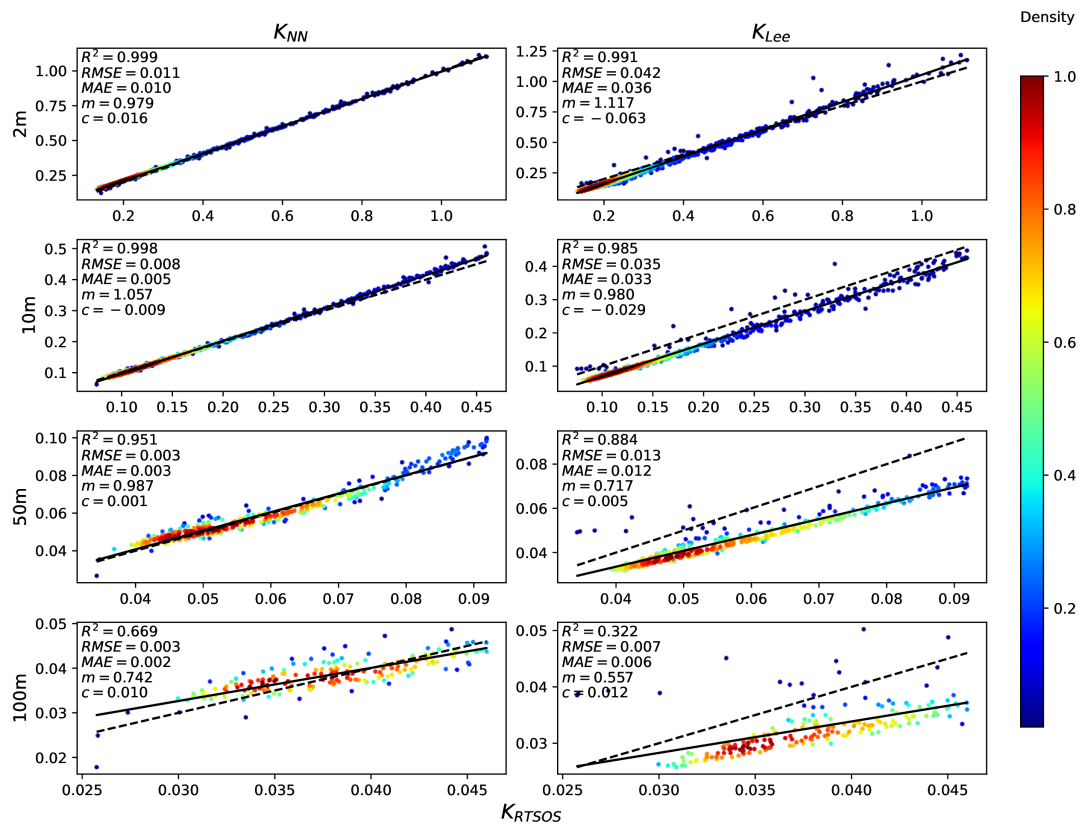 Density
K_NN
K_Lee
R² = 0.999
RMSE = 0.011
MAE = 0.010
m = 0.979
c = 0.016
1.00
0.75
0.50
0.25
2m
0.2 0.4 0.6 0.8 1.0
R² = 0.991
RMSE = 0.042
MAE = 0.036
m = 1.117
c = −0.063
1.25
1.00
0.75
0.50
0.25
0.2 0.4 0.6 0.8 1.0
R² = 0.998
RMSE = 0.008
MAE = 0.005
m = 1.057
c = −0.009
0.5
0.4
0.3
0.2
0.1
10m
0.10 0.15 0.20 0.25 0.30 0.35 0.40 0.45
R² = 0.985
RMSE = 0.035
MAE = 0.033
m = 0.980
c = −0.029
0.4
0.3
0.2
0.1
0.10 0.15 0.20 0.25 0.30 0.35 0.40 0.45
R² = 0.951
RMSE = 0.003
MAE = 0.003
m = 0.987
c = 0.001
0.10
0.08
0.06
0.04
50m
0.04 0.05 0.06 0.07 0.08 0.09
R² = 0.884
RMSE = 0.013
MAE = 0.012
m = 0.717
c = 0.005
0.08
0.06
0.04
0.04 0.05 0.06 0.07 0.08 0.09
R² = 0.669
RMSE = 0.003
MAE = 0.002
m = 0.742
c = 0.010
0.05
0.04
0.03
0.02
100m
0.025 0.030 0.035 0.040 0.045
R² = 0.322
RMSE = 0.007
MAE = 0.006
m = 0.557
c = 0.012
0.05
0.04
0.03
0.025 0.030 0.035 0.040 0.045
K_RTSOS
1.0
0.8
0.6
0.4
0.2